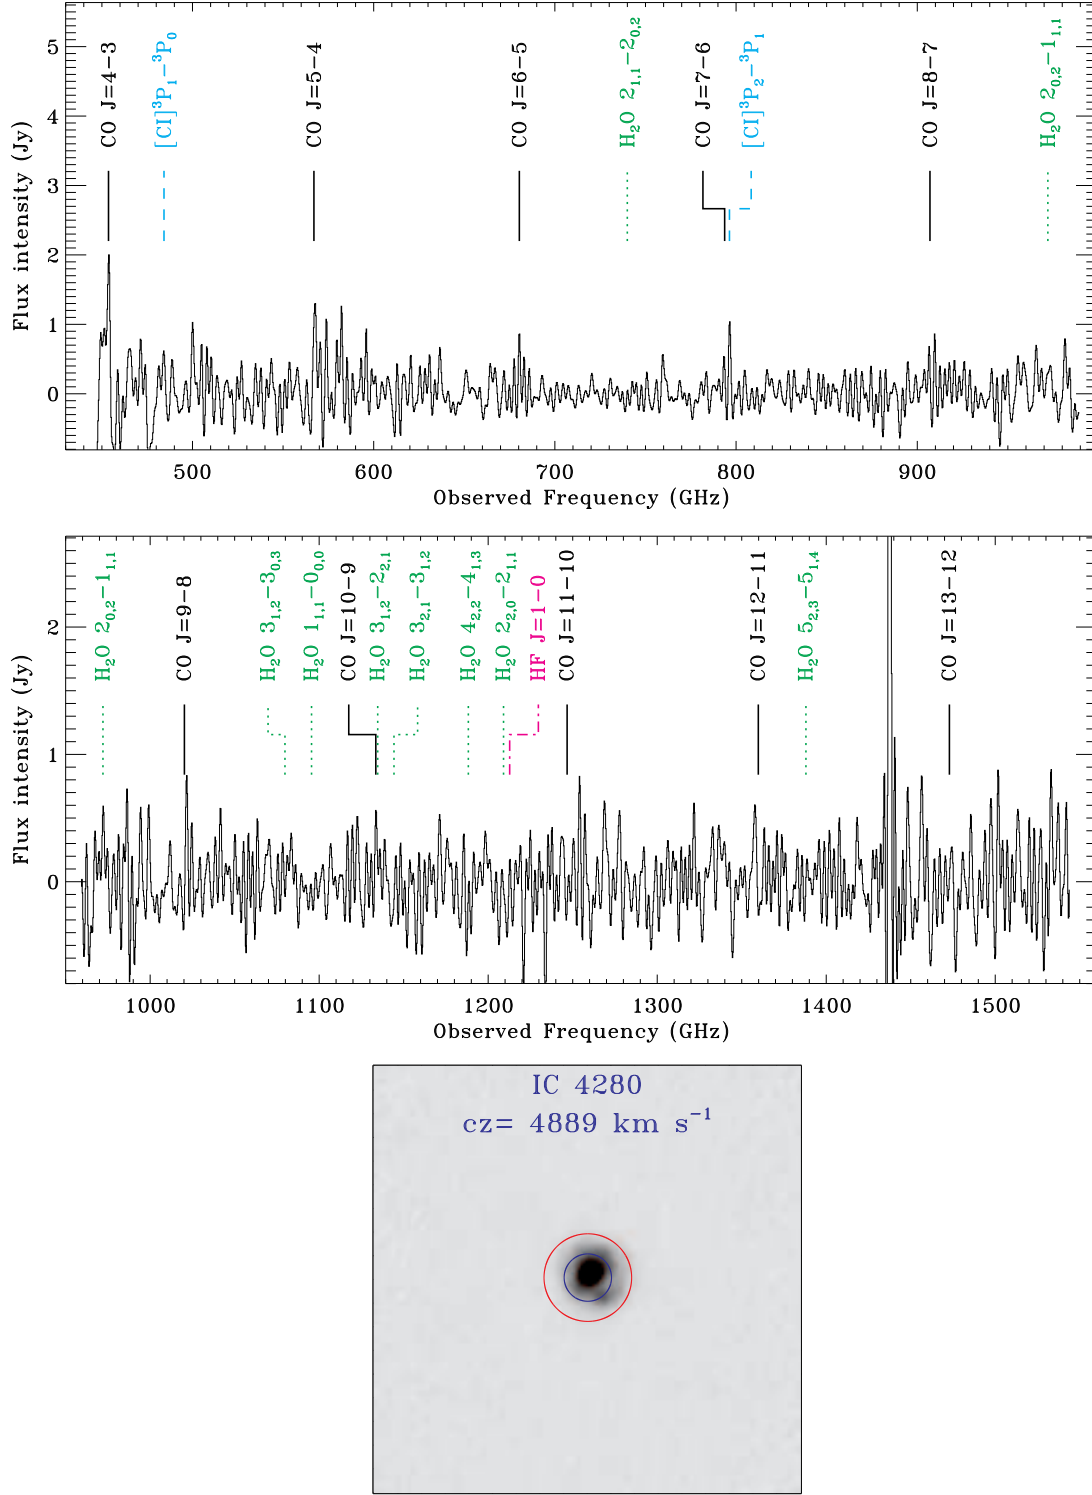 CO J=4−3
[CI]³P₁−³P₀
CO J=5−4
CO J=6−5
H₂O 2₁,₁−2₀,₂
CO J=7−6
[CI]³P₂−³P₁
CO J=8−7
H₂O 2₀,₂−1₁,₁
Flux intensity (Jy)
5
4
3
2
1
0
500 600 700 800 900
Observed Frequency (GHz)
H₂O 2₀,₂−1₁,₁
CO J=9−8
H₂O 3₁,₂−3₀,₃
H₂O 1₁,₁−0₀,₀
CO J=10−9
H₂O 3₁,₂−2₂,₁
H₂O 3₂,₁−3₁,₂
H₂O 4₂,₂−4₁,₃
H₂O 2₂,₀−2₁,₁
HF J=1−0
CO J=11−10
CO J=12−11
H₂O 5₂,₃−5₁,₄
CO J=13−12
Flux intensity (Jy)
2
1
0
1000 1100 1200 1300 1400 1500
Observed Frequency (GHz)
IC 4280
cz= 4889 km s⁻¹